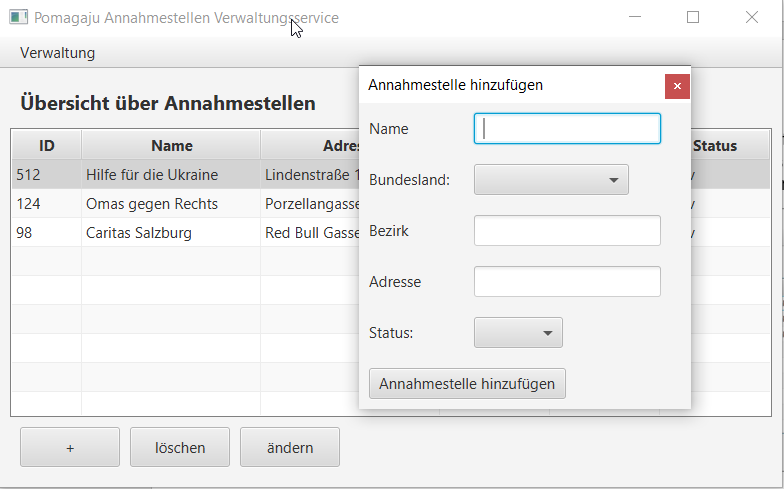 Pomagaju Annahmestellen Verwaltungsservice
Verwaltung
Übersicht über Annahmestellen
ID Name Status
512 Hilfe für die Ukraine Lindenstraße
124 Omas gegen Rechts Porzellangasse
98 Caritas Salzburg Red Bull Gasse
+ löschen ändern
Annahmestelle hinzufügen
Name
Bundesland:
Bezirk
Adresse
Status:
Annahmestelle hinzufügen